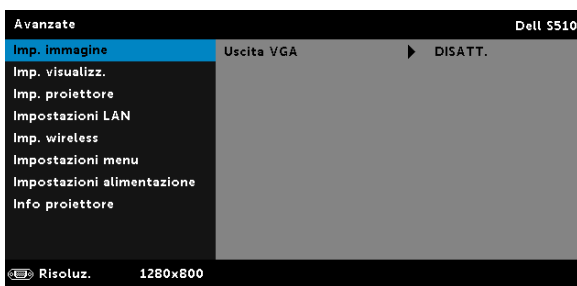 Avanzate Dell S510
Imp. immagine Uscita VGA DISATT.
Imp. visualizz.
Imp. proiettore
Impostazioni LAN
Imp. wireless
Impostazioni menu
Impostazioni alimentazione
Info proiettore
Risoluz. 1280x800